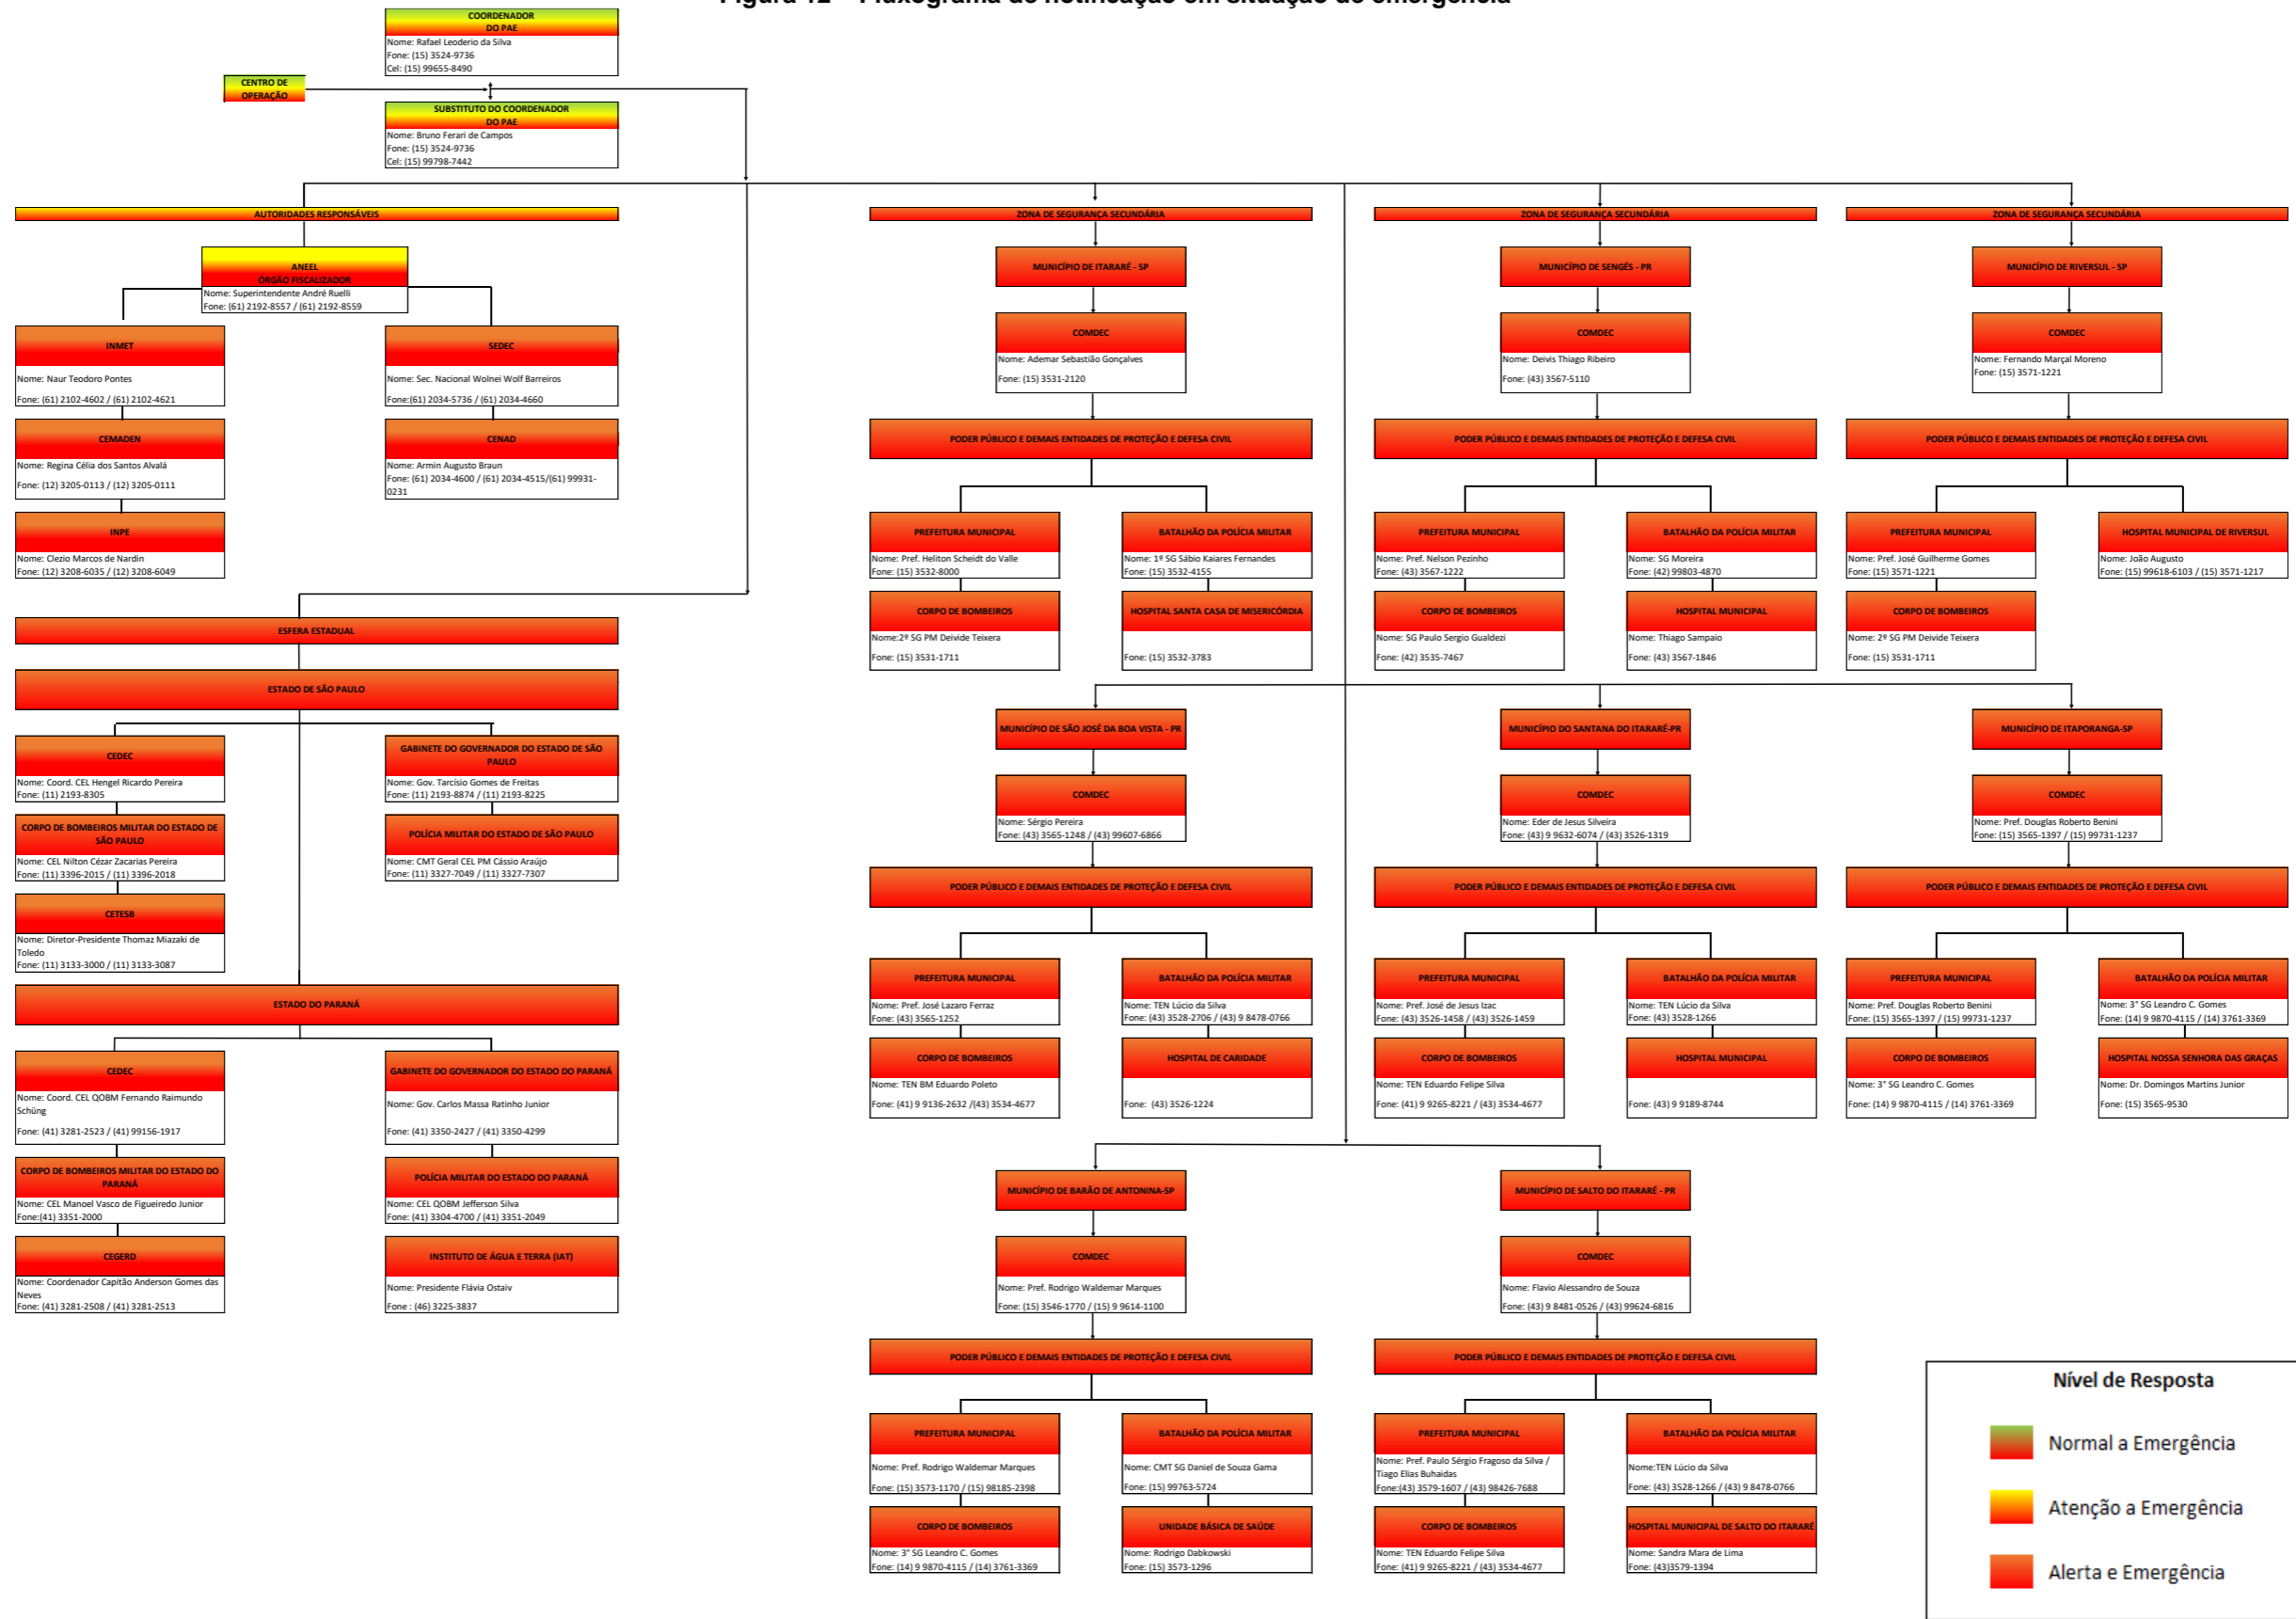 Figura 12 – Fluxograma de notificação em situação de emergência
COORDENADOR
DO PAE
Nome: Rafael Leoderio da Silva
Fone: (15) 3524-9736
Cel: (15) 99655-8490
CENTRO DE
OPERAÇÃO
SUBSTITUTO DO COORDENADOR
DO PAE
Nome: Bruno Ferari de Campos
Fone: (15) 3524-9736
Cel: (15) 99798-7442
AUTORIDADES RESPONSÁVEIS
ANEEL
ÓRGÃO FISCALIZADOR
Nome: Superintendente André Ruelli
Fone: (61) 2192-8557 / (61) 2192-8559
INMET
Nome: Naur Teodoro Pontes
Fone: (61) 2102-4602 / (61) 2102-4621
SEDEC
Nome: Sec. Nacional Wolnei Wolf Barreiros
Fone:(61) 2034-5736 / (61) 2034-4660
CEMADEN
Nome: Regina Célia dos Santos Alvalá
Fone: (12) 3205-0113 / (12) 3205-0111
CENAD
Nome: Armin Augusto Braun
Fone: (61) 2034-4600 / (61) 2034-4515/(61) 99931-
0231
INPE
Nome: Clezio Marcos de Nardin
Fone: (12) 3208-6035 / (12) 3208-6049
ESFERA ESTADUAL
ESTADO DE SÃO PAULO
CEDEC
Nome: Coord. CEL Hengel Ricardo Pereira
Fone: (11) 2193-8305
GABINETE DO GOVERNADOR DO ESTADO DE SÃO
PAULO
Nome: Gov. Tarcísio Gomes de Freitas
Fone: (11) 2193-8874 / (11) 2193-8225
CORPO DE BOMBEIROS MILITAR DO ESTADO DE
SÃO PAULO
Nome: CEL Nilton Cézar Zacarias Pereira
Fone: (11) 3396-2015 / (11) 3396-2018
POLÍCIA MILITAR DO ESTADO DE SÃO PAULO
Nome: CMT Geral CEL PM Cássio Araújo
Fone: (11) 3327-7049 / (11) 3327-7307
CETESB
Nome: Diretor-Presidente Thomaz Miazaki de
Toledo
Fone: (11) 3133-3000 / (11) 3133-3087
ESTADO DO PARANÁ
CEDEC
Nome: Coord. CEL QOBM Fernando Raimundo
Schüng
Fone: (41) 3281-2523 / (41) 99156-1917
GABINETE DO GOVERNADOR DO ESTADO DO PARANÁ
Nome: Gov. Carlos Massa Ratinho Junior
Fone: (41) 3350-2427 / (41) 3350-4299
CORPO DE BOMBEIROS MILITAR DO ESTADO DO
PARANÁ
Nome: CEL Manoel Vasco de Figueiredo Junior
Fone:(41) 3351-2000
POLÍCIA MILITAR DO ESTADO DO PARANÁ
Nome: CEL QOBM Jefferson Silva
Fone: (41) 3304-4700 / (41) 3351-2049
CEGERD
Nome: Coordenador Capitão Anderson Gomes das
Neves
Fone: (41) 3281-2508 / (41) 3281-2513
INSTITUTO DE ÁGUA E TERRA (IAT)
Nome: Presidente Flávia Ostaiv
Fone : (46) 3225-3837
ZONA DE SEGURANÇA SECUNDÁRIA
MUNICÍPIO DE ITARARÉ - SP
COMDEC
Nome: Ademar Sebastião Gonçalves
Fone: (15) 3531-2120
PODER PÚBLICO E DEMAIS ENTIDADES DE PROTEÇÃO E DEFESA CIVIL
PREFEITURA MUNICIPAL
Nome: Pref. Heliton Scheidt do Valle
Fone: (15) 3532-8000
BATALHÃO DA POLÍCIA MILITAR
Nome: 1º SG Sábio Kaiares Fernandes
Fone: (15) 3532-4155
CORPO DE BOMBEIROS
Nome:2º SG PM Deivide Teixera
Fone: (15) 3531-1711
HOSPITAL SANTA CASA DE MISERICÓRDIA
Fone: (15) 3532-3783
ZONA DE SEGURANÇA SECUNDÁRIA
MUNICÍPIO DE SENGÉS - PR
COMDEC
Nome: Deivis Thiago Ribeiro
Fone: (43) 3567-5110
PODER PÚBLICO E DEMAIS ENTIDADES DE PROTEÇÃO E DEFESA CIVIL
PREFEITURA MUNICIPAL
Nome: Pref. Nelson Pezinho
Fone: (43) 3567-1222
BATALHÃO DA POLÍCIA MILITAR
Nome: SG Moreira
Fone: (42) 99803-4870
CORPO DE BOMBEIROS
Nome: SG Paulo Sergio Gualdezi
Fone: (42) 3535-7467
HOSPITAL MUNICIPAL
Nome: Thiago Sampaio
Fone: (43) 3567-1846
ZONA DE SEGURANÇA SECUNDÁRIA
MUNICÍPIO DE RIVERSUL - SP
COMDEC
Nome: Fernando Marçal Moreno
Fone: (15) 3571-1221
PODER PÚBLICO E DEMAIS ENTIDADES DE PROTEÇÃO E DEFESA CIVIL
PREFEITURA MUNICIPAL
Nome: Pref. José Guilherme Gomes
Fone: (15) 3571-1221
HOSPITAL MUNICIPAL DE RIVERSUL
Nome: João Augusto
Fone: (15) 99618-6103 / (15) 3571-1217
CORPO DE BOMBEIROS
Nome: 2º SG PM Deivide Teixera
Fone: (15) 3531-1711
MUNICÍPIO DE SÃO JOSÉ DA BOA VISTA - PR
COMDEC
Nome: Sérgio Pereira
Fone: (43) 3565-1248 / (43) 99607-6866
PODER PÚBLICO E DEMAIS ENTIDADES DE PROTEÇÃO E DEFESA CIVIL
PREFEITURA MUNICIPAL
Nome: Pref. José Lazaro Ferraz
Fone: (43) 3565-1252
BATALHÃO DA POLÍCIA MILITAR
Nome: TEN Lúcio da Silva
Fone: (43) 3528-2706 / (43) 9 8478-0766
CORPO DE BOMBEIROS
Nome: TEN BM Eduardo Poleto
Fone: (41) 9 9136-2632 /(43) 3534-4677
HOSPITAL DE CARIDADE
Fone: (43) 3526-1224
MUNICÍPIO DO SANTANA DO ITARARÉ-PR
COMDEC
Nome: Eder de Jesus Silveira
Fone: (43) 9 9632-6074 / (43) 3526-1319
PODER PÚBLICO E DEMAIS ENTIDADES DE PROTEÇÃO E DEFESA CIVIL
PREFEITURA MUNICIPAL
Nome: Pref. José de Jesus Izac
Fone: (43) 3526-1458 / (43) 3526-1459
BATALHÃO DA POLÍCIA MILITAR
Nome: TEN Lúcio da Silva
Fone: (43) 3528-1266
CORPO DE BOMBEIROS
Nome: TEN Eduardo Felipe Silva
Fone: (41) 9 9265-8221 / (43) 3534-4677
HOSPITAL MUNICIPAL
Fone: (43) 9 9189-8744
MUNICÍPIO DE ITAPORANGA-SP
COMDEC
Nome: Pref. Douglas Roberto Benini
Fone: (15) 3565-1397 / (15) 99731-1237
PODER PÚBLICO E DEMAIS ENTIDADES DE PROTEÇÃO E DEFESA CIVIL
PREFEITURA MUNICIPAL
Nome: Pref. Douglas Roberto Benini
Fone: (15) 3565-1397 / (15) 99731-1237
BATALHÃO DA POLÍCIA MILITAR
Nome: 3° SG Leandro C. Gomes
Fone: (14) 9 9870-4115 / (14) 3761-3369
CORPO DE BOMBEIROS
Nome: 3° SG Leandro C. Gomes
Fone: (14) 9 9870-4115 / (14) 3761-3369
HOSPITAL NOSSA SENHORA DAS GRAÇAS
Nome: Dr. Domingos Martins Junior
Fone: (15) 3565-9530
MUNICÍPIO DE BARÃO DE ANTONINA-SP
COMDEC
Nome: Pref. Rodrigo Waldemar Marques
Fone: (15) 3546-1770 / (15) 9 9614-1100
PODER PÚBLICO E DEMAIS ENTIDADES DE PROTEÇÃO E DEFESA CIVIL
PREFEITURA MUNICIPAL
Nome: Pref. Rodrigo Waldemar Marques
Fone: (15) 3573-1170 / (15) 98185-2398
BATALHÃO DA POLÍCIA MILITAR
Nome: CMT SG Daniel de Souza Gama
Fone: (15) 99763-5724
CORPO DE BOMBEIROS
Nome: 3° SG Leandro C. Gomes
Fone: (14) 9 9870-4115 / (14) 3761-3369
UNIDADE BÁSICA DE SAÚDE
Nome: Rodrigo Dabkowski
Fone: (15) 3573-1296
MUNICÍPIO DE SALTO DO ITARARÉ - PR
COMDEC
Nome: Flavio Alessandro de Souza
Fone: (43) 9 8481-0526 / (43) 99624-6816
PODER PÚBLICO E DEMAIS ENTIDADES DE PROTEÇÃO E DEFESA CIVIL
PREFEITURA MUNICIPAL
Nome: Pref. Paulo Sérgio Fragoso da Silva /
Tiago Elias Buhaidas
Fone:(43) 3579-1607 / (43) 98426-7688
BATALHÃO DA POLÍCIA MILITAR
Nome:TEN Lúcio da Silva
Fone: (43) 3528-1266 / (43) 9 8478-0766
CORPO DE BOMBEIROS
Nome: TEN Eduardo Felipe Silva
Fone: (41) 9 9265-8221 / (43) 3534-4677
HOSPITAL MUNICIPAL DE SALTO DO ITARARÉ
Nome: Sandra Mara de Lima
Fone: (43)3579-1394
Nível de Resposta
Normal a Emergência
Atenção a Emergência
Alerta e Emergência